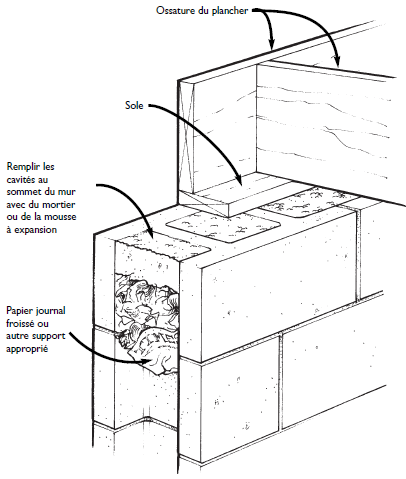 Ossature du plancher
Sole
Remplir les
cavités au
sommet du mur
avec du mortier
ou de la mousse
à expansion
Papier journal
froissé ou
autre support
approprié